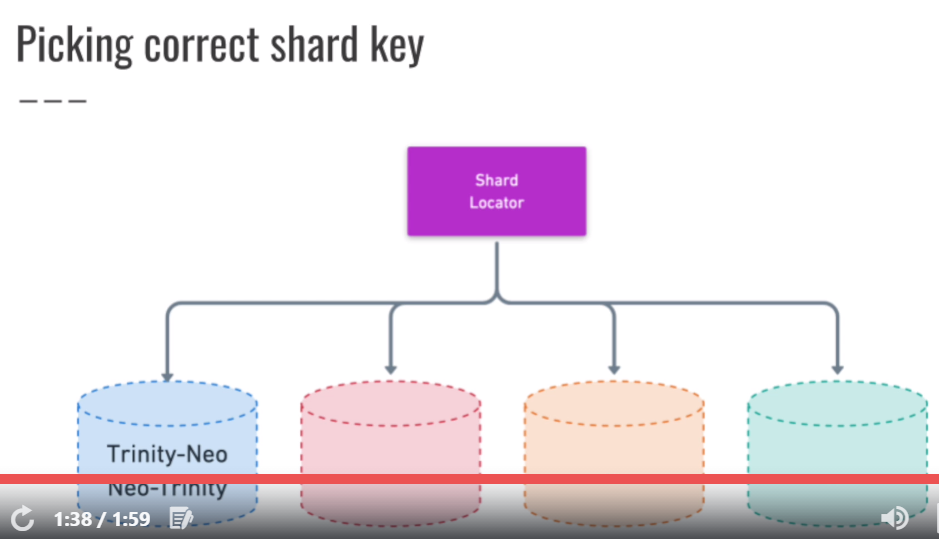 Picking correct shard key
Shard
Locator
Trinity-Neo
Neo-Trinity
1:38 / 1:59